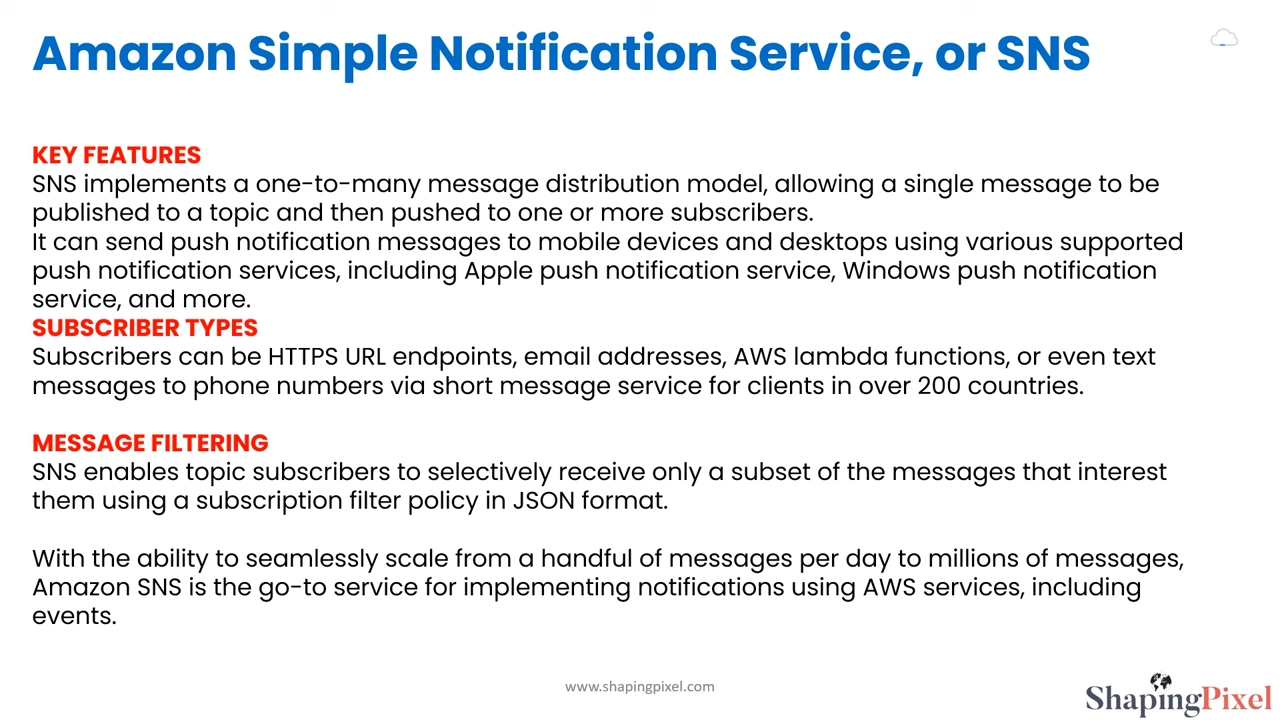 Amazon Simple Notification Service, or SNS
KEY FEATURES
SNS implements a one-to-many message distribution model, allowing a single message to be
published to a topic and then pushed to one or more subscribers.
It can send push notification messages to mobile devices and desktops using various supported
push notification services, including Apple push notification service, Windows push notification
service, and more.
SUBSCRIBER TYPES
Subscribers can be HTTPS URL endpoints, email addresses, AWS lambda functions, or even text
messages to phone numbers via short message service for clients in over 200 countries.
MESSAGE FILTERING
SNS enables topic subscribers to selectively receive only a subset of the messages that interest
them using a subscription filter policy in JSON format.
With the ability to seamlessly scale from a handful of messages per day to millions of messages,
Amazon SNS is the go-to service for implementing notifications using AWS services, including
events.
www.shapingpixel.com
ShapingPixel